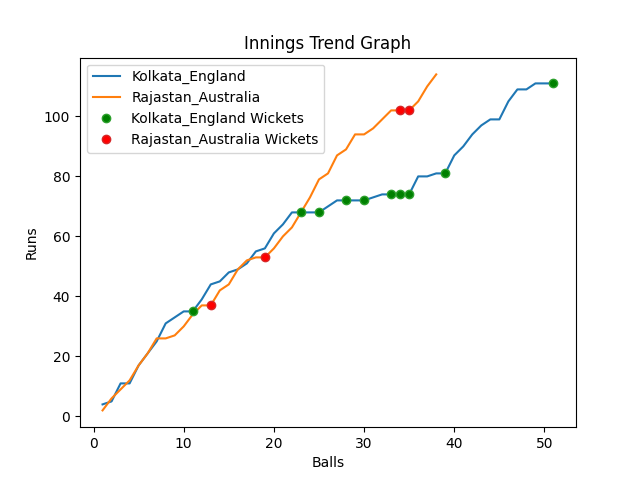 Innings Trend Graph
Kolkata_England
Rajastan_Australia
Kolkata_England Wickets
Rajastan_Australia Wickets
100
80
60
40
20
0
Runs
0 10 20 30 40 50
Balls